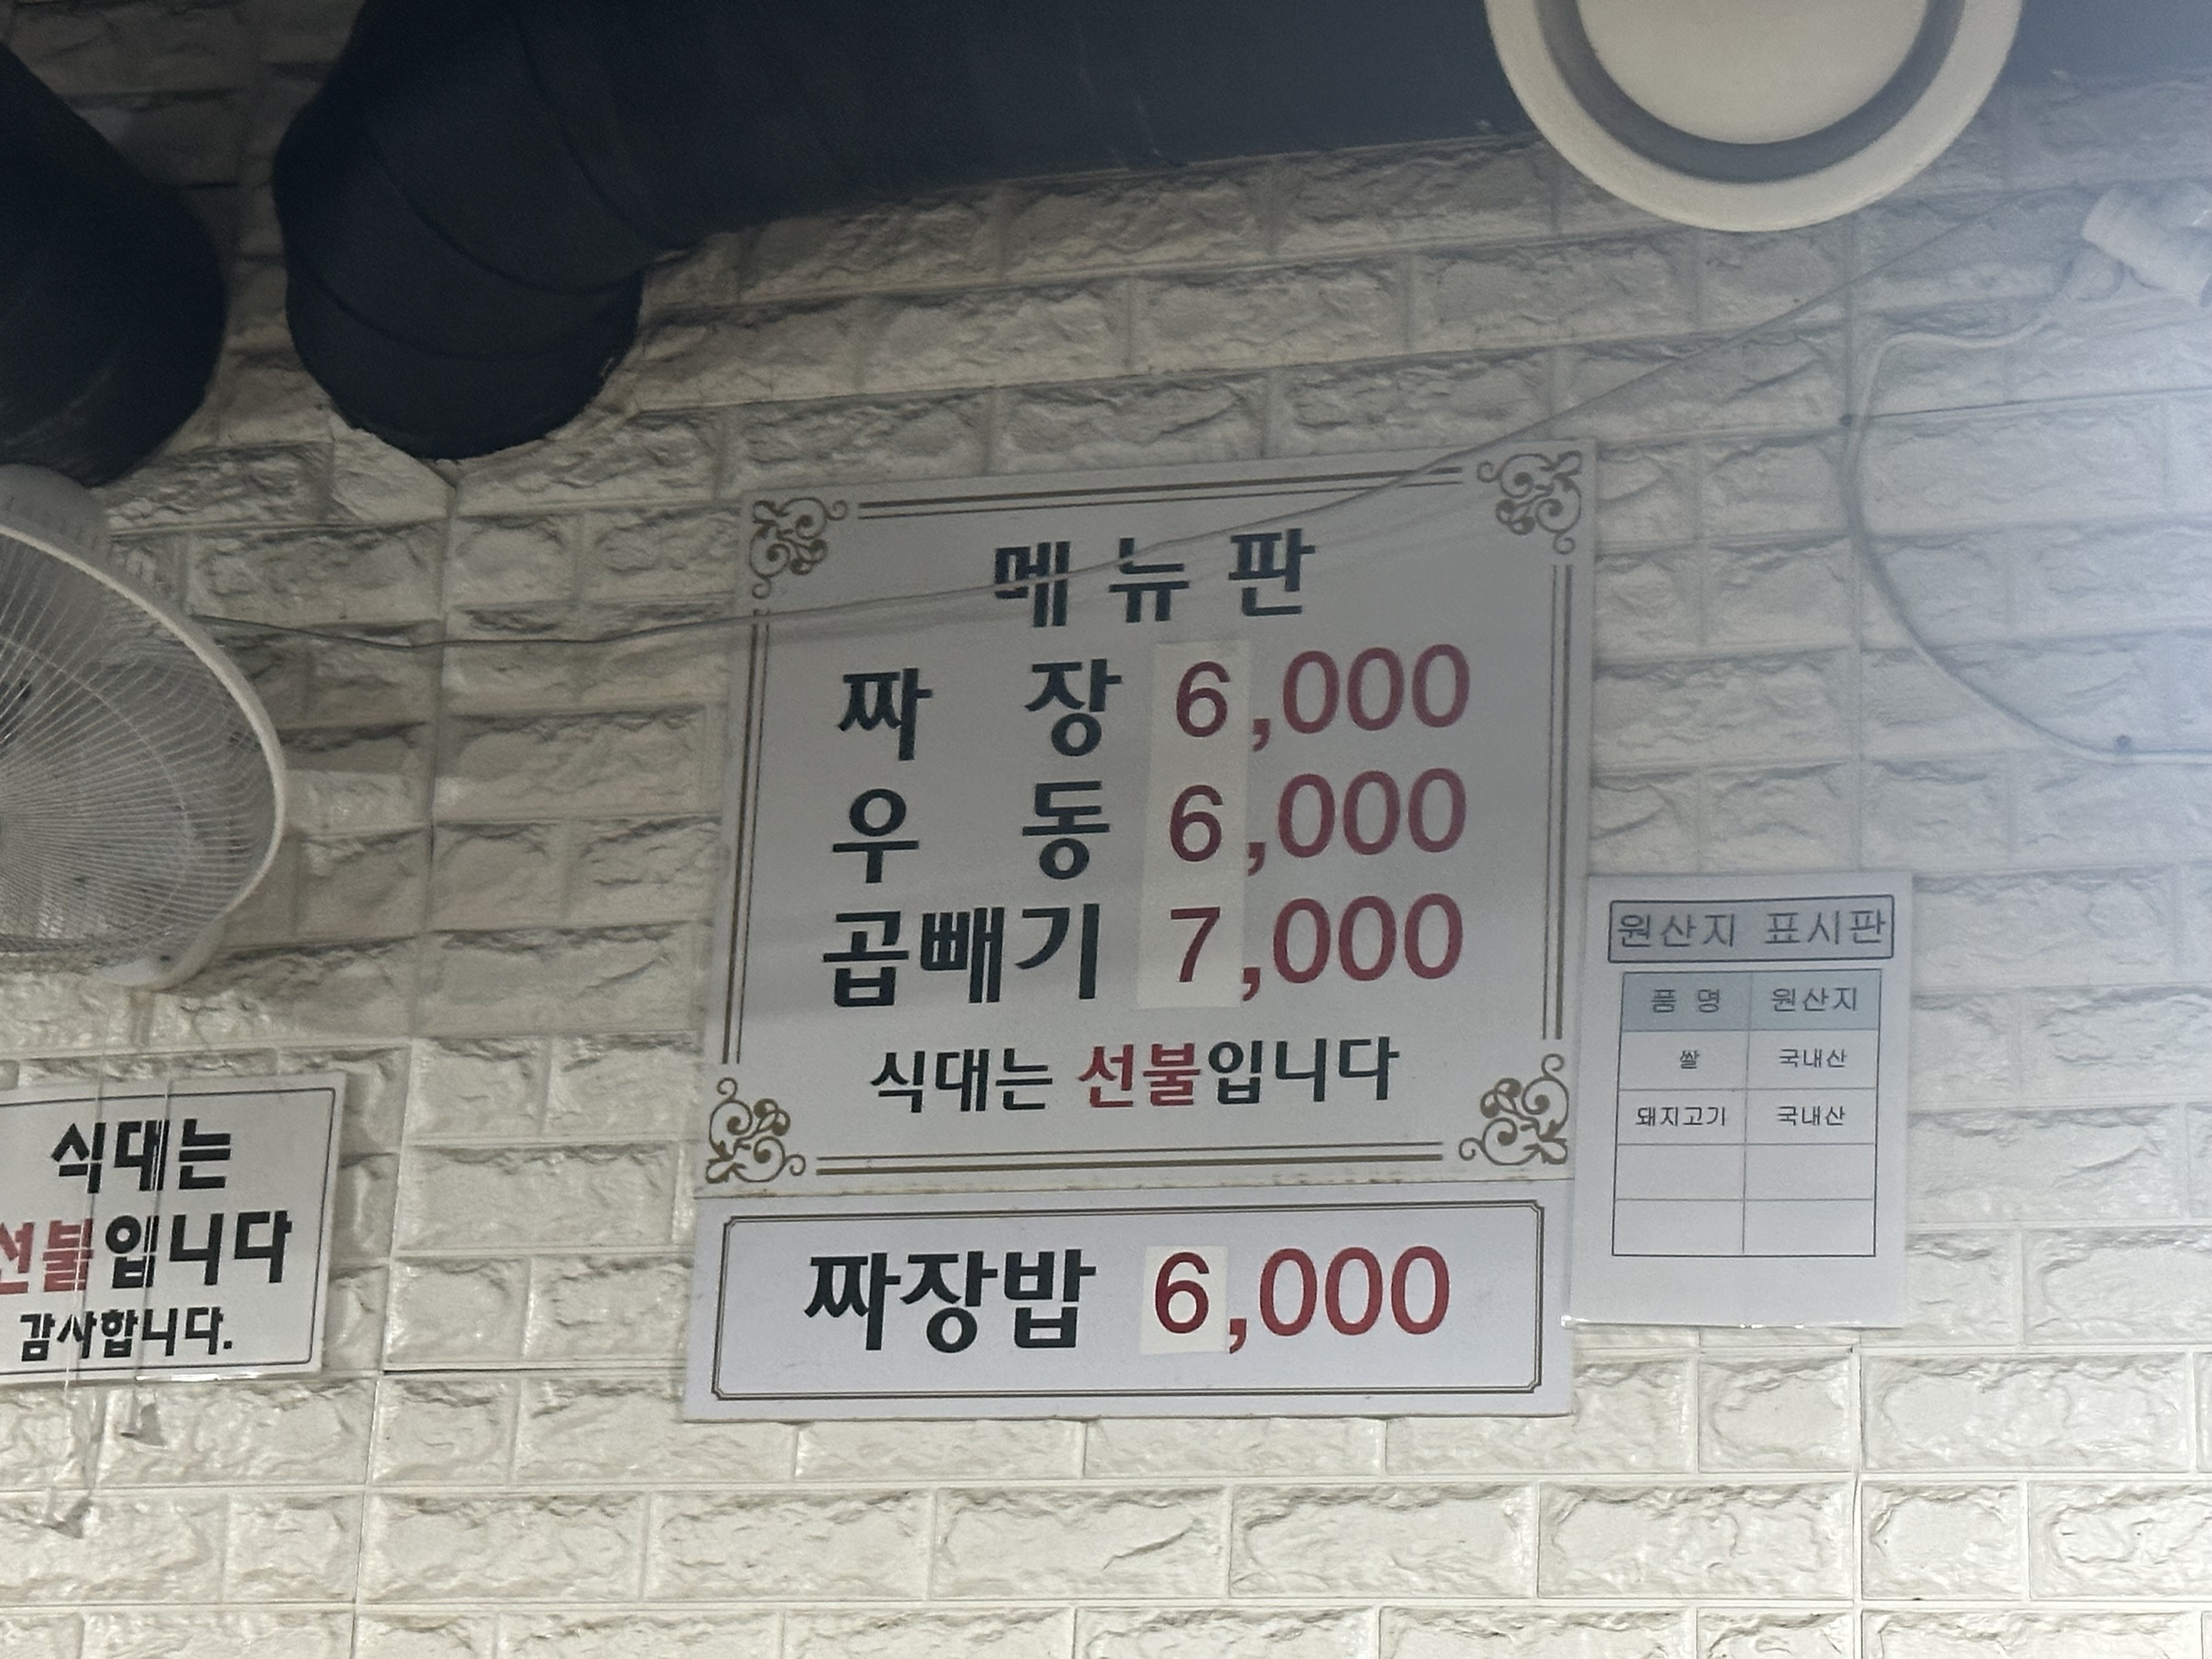 메뉴판
짜장 6,000
우동 6,000
곱빼기 7,000
식대는 선불입니다
짜장밥 6,000
원산지 표시판
품명 원산지
쌀 국내산
돼지고기 국내산
식대는
선불입니다
감사합니다.